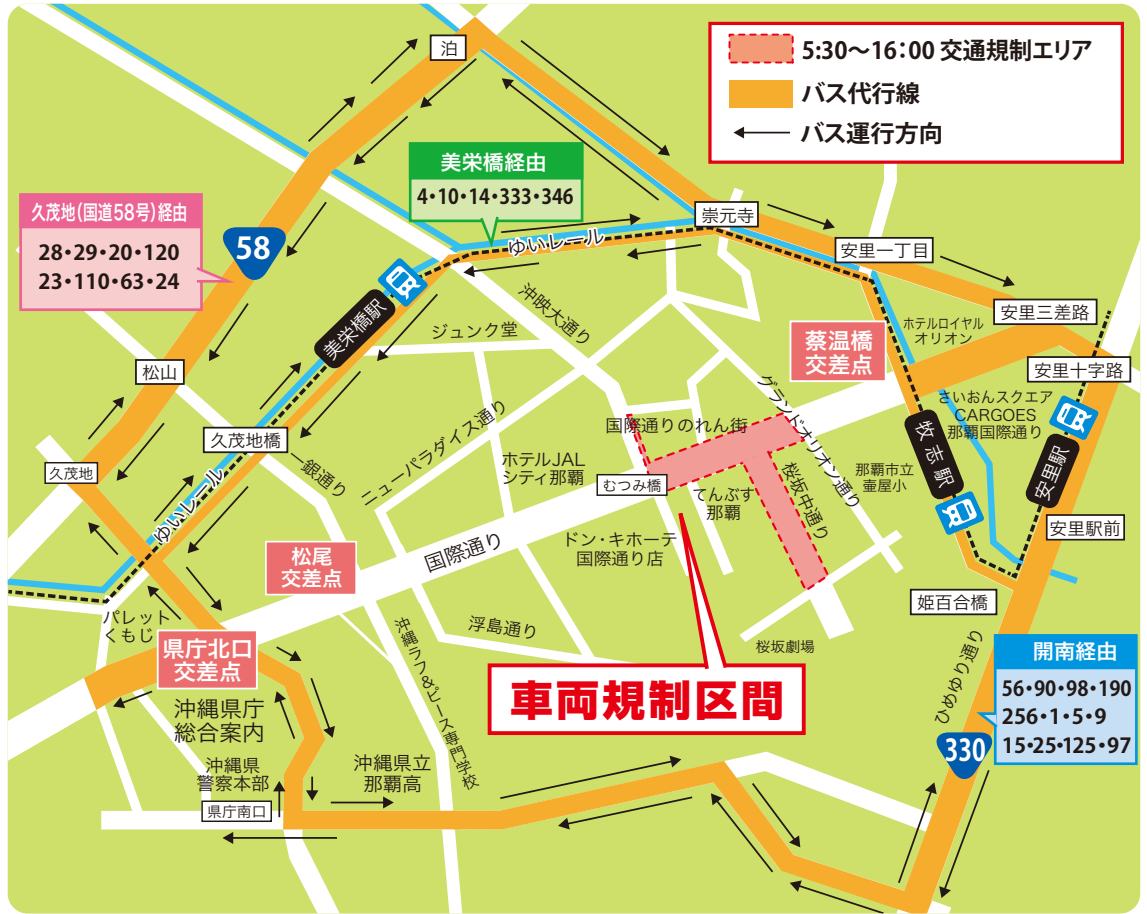 泊
5:30〜16:00 交通規制エリア
バス代行線
バス運行方向
美栄橋経由
4・10・14・333・346
久茂地(国道58号)経由
28・29・20・120
23・110・63・24
58
崇元寺
ゆいレール
安里一丁目
美栄橋駅
沖映大通り
安里三差路
ジュンク堂
ホテルロイヤル
オリオン
蔡温橋
交差点
松山
安里十字路
グランドオリオン通り
さいおんスクエア
CARGOES
那覇国際通り
ニューパラダイス通り
国際通りのれん街
久茂地橋
一銀通り
久茂地
ホテルJAL
シティ那覇
むつみ橋
てんぶす
那覇
桜坂中通り
那覇市立
壷屋小
牧志駅
安里駅
ゆいレール
安里駅前
国際通り
ドン・キホーテ
国際通り店
松尾
交差点
姫百合橋
パレット
くもじ
浮島通り
桜坂劇場
県庁北口
交差点
沖縄ラフ&ピース専門学校
車両規制区間
ひめゆり通り
開南経由
56・90・98・190
256・1・5・9
15・25・125・97
330
沖縄県庁
総合案内
沖縄県
警察本部
沖縄県立
那覇高
県庁南口